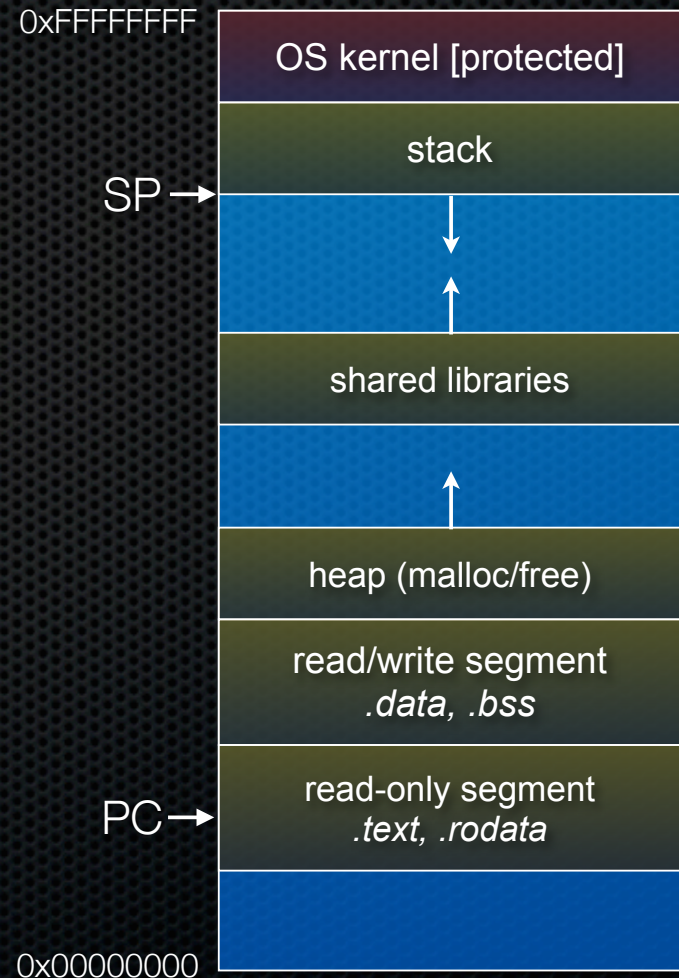 0xFFFFFFFF
OS kernel [protected]
stack
SP
shared libraries
heap (malloc/free)
read/write segment
.data, .bss
read-only segment
.text, .rodata
PC
0x00000000